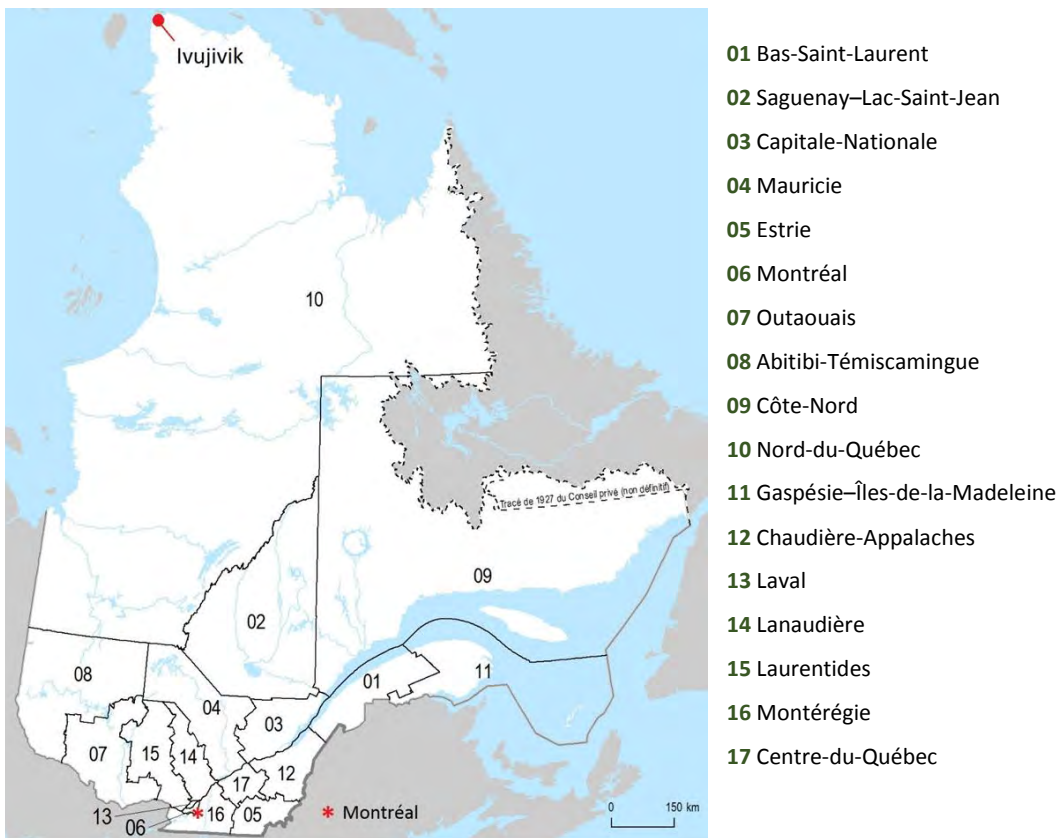 Ivujivik
10
Tracé de 1927 du Conseil privé (non définitif)
09
02
08
01
11
04
03
07
15
14
12
17
13
06
16
05
* Montréal
0 150 km
01 Bas-Saint-Laurent
02 Saguenay–Lac-Saint-Jean
03 Capitale-Nationale
04 Mauricie
05 Estrie
06 Montréal
07 Outaouais
08 Abitibi-Témiscamingue
09 Côte-Nord
10 Nord-du-Québec
11 Gaspésie–Îles-de-la-Madeleine
12 Chaudière-Appalaches
13 Laval
14 Lanaudière
15 Laurentides
16 Montérégie
17 Centre-du-Québec